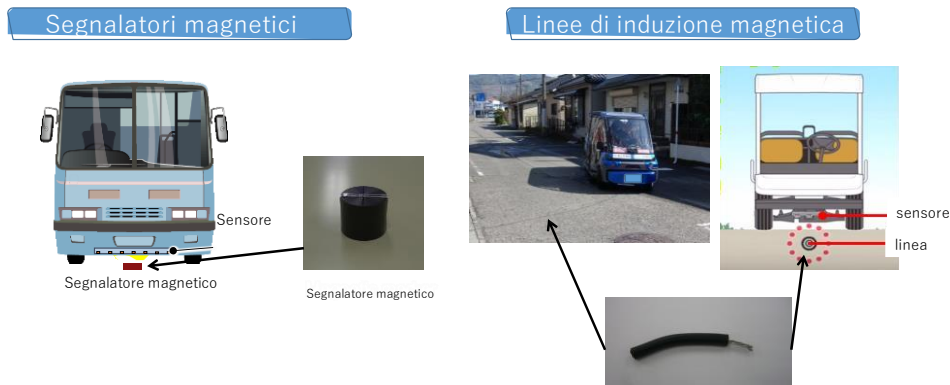 Segnalatori magnetici
Linee di induzione magnetica
Sensore
Segnalatore magnetico
Segnalatore magnetico
sensore
linea